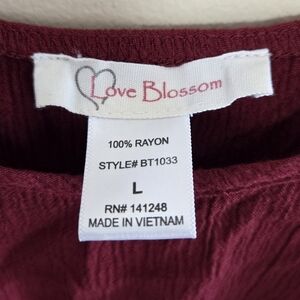 Love Blossom
100% RAYON
STYLE# BT1033
L
RN# 141248
MADE IN VIETNAM